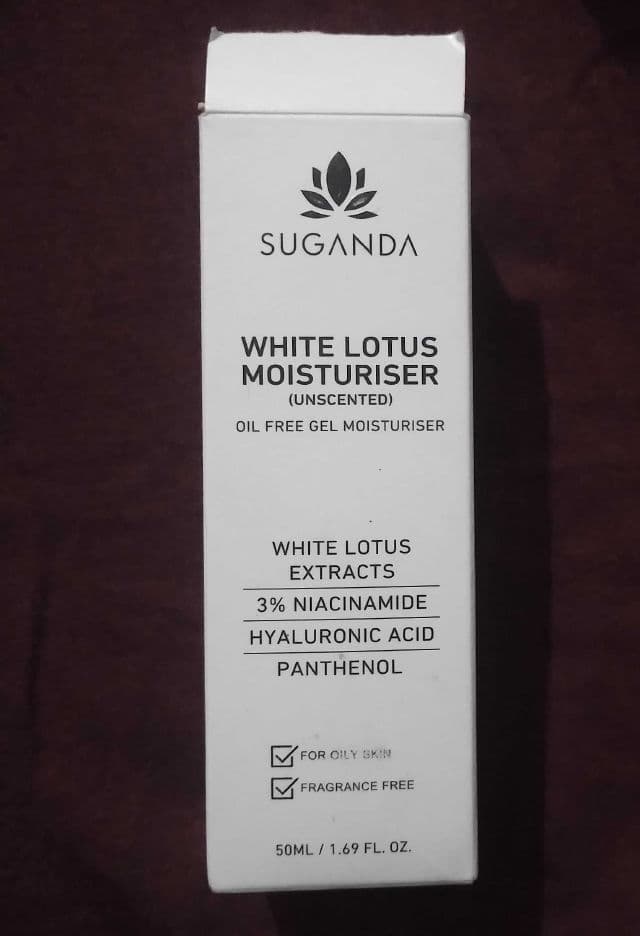 SUGANDA
WHITE LOTUS
MOISTURISER
(UNSCENTED)
OIL FREE GEL MOISTURISER
WHITE LOTUS
EXTRACTS
3% NIACINAMIDE
HYALURONIC ACID
PANTHENOL
FOR OILY SKIN
FRAGRANCE FREE
50ML / 1.69 FL. OZ.